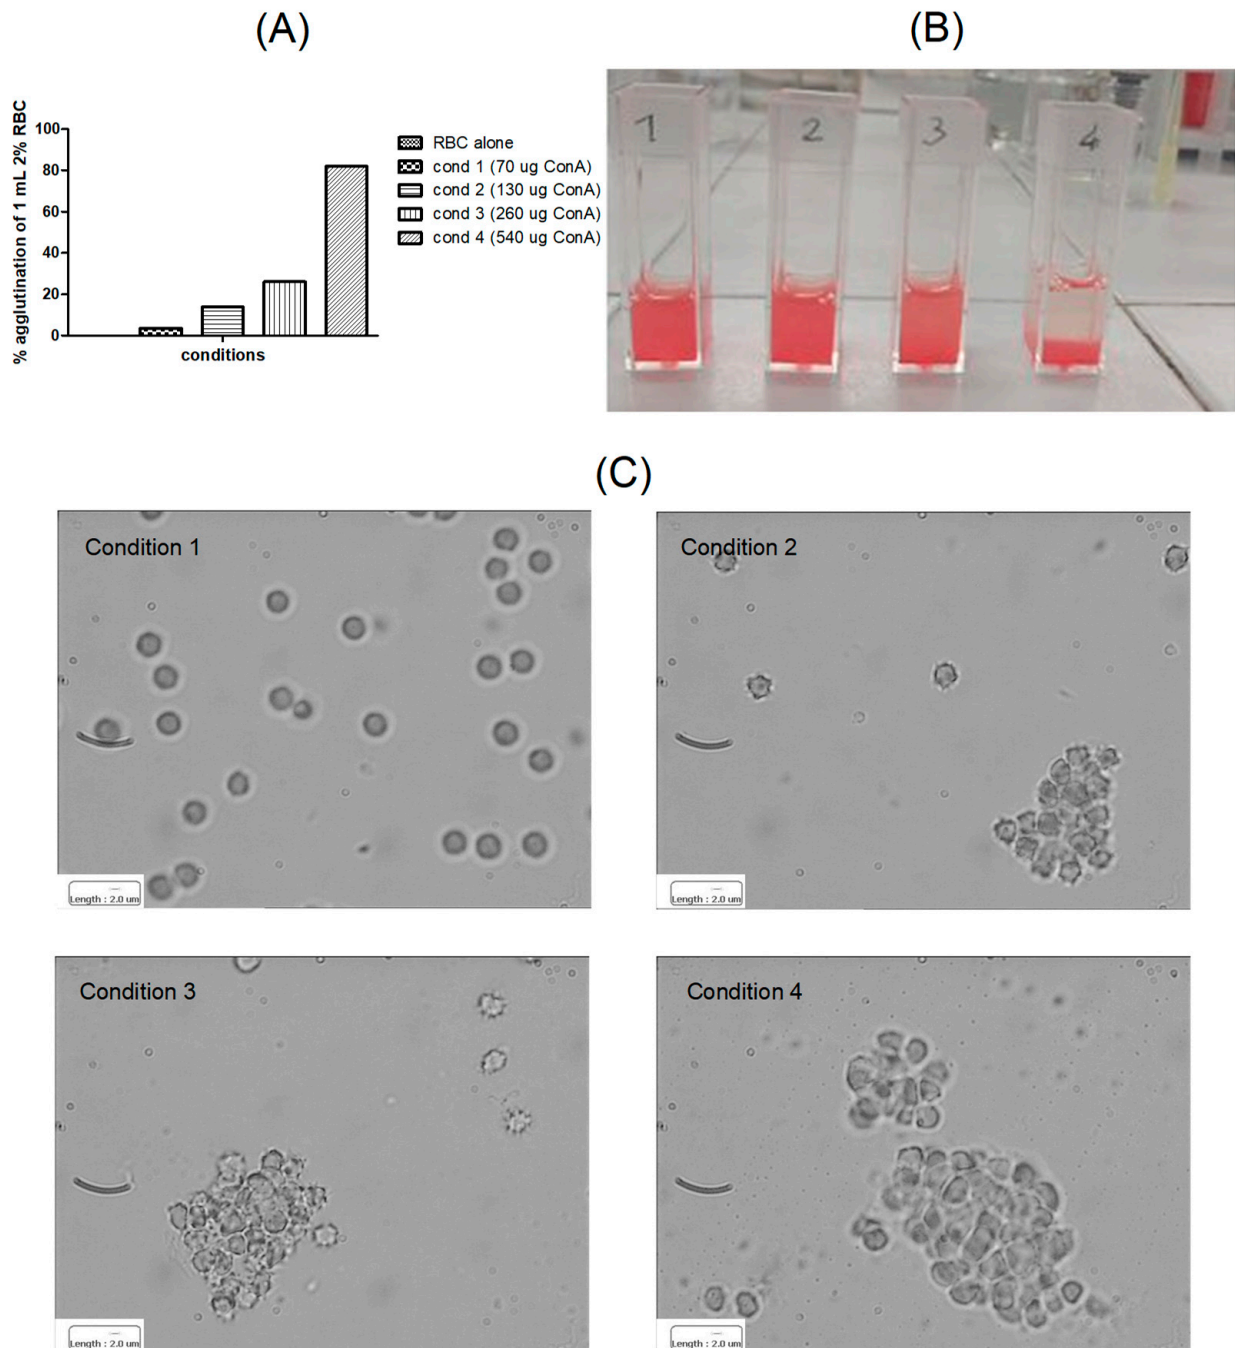 (A)
(B)
% agglutination of 1 mL 2% RBC
100
80
60
40
20
0
conditions
RBC alone
cond 1 (70 ug ConA)
cond 2 (130 ug ConA)
cond 3 (260 ug ConA)
cond 4 (540 ug ConA)
1
2
3
4
(C)
Condition 1
Length : 2.0 um
Condition 2
Length : 2.0 um
Condition 3
Length : 2.0 um
Condition 4
Length : 2.0 um